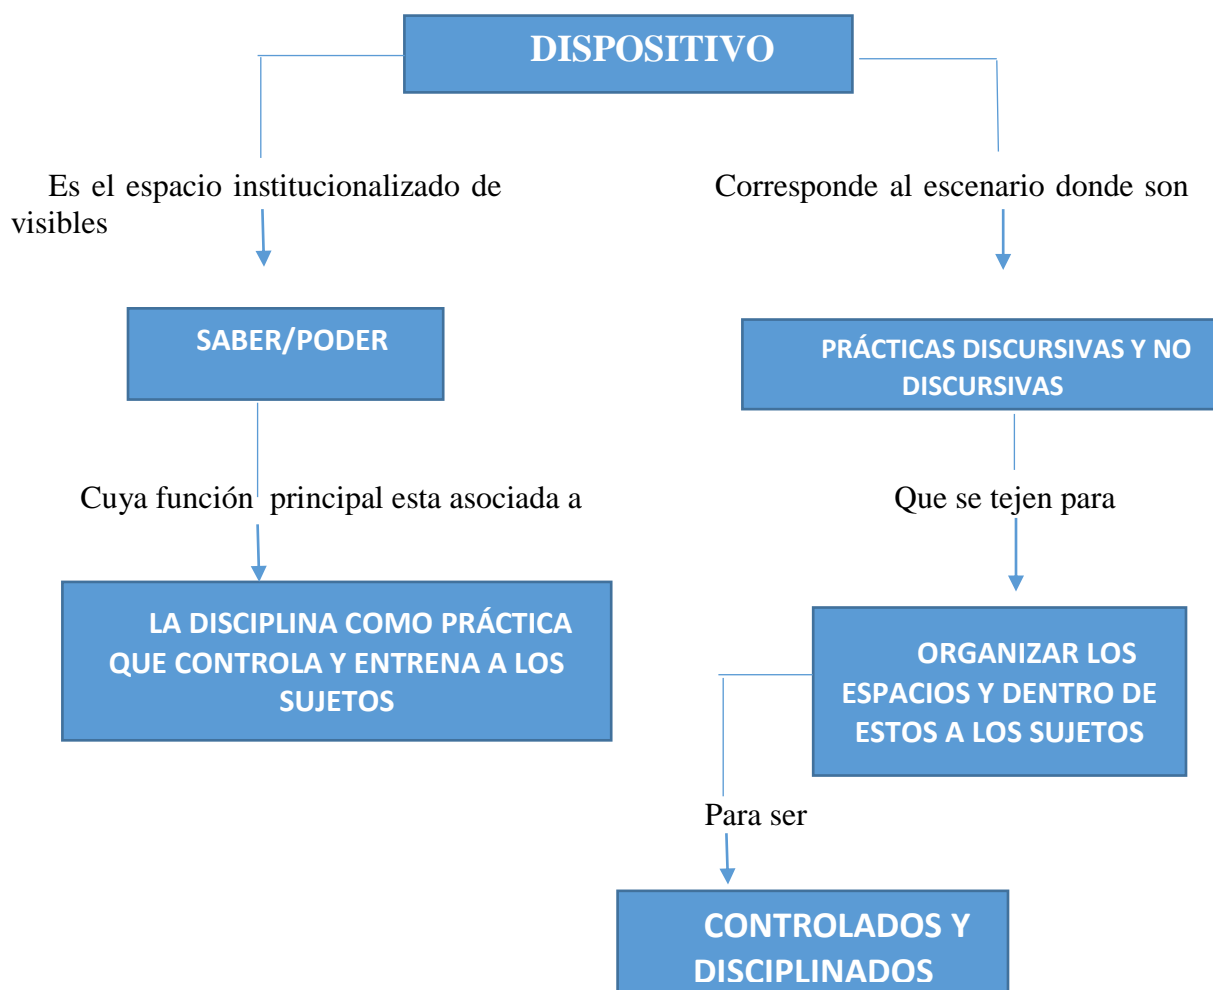 DISPOSITIVO
Es el espacio institucionalizado de
visibles
Corresponde al escenario donde son
SABER/PODER
PRÁCTICAS DISCURSIVAS Y NO
DISCURSIVAS
Cuya función principal esta asociada a
Que se tejen para
LA DISCIPLINA COMO PRÁCTICA
QUE CONTROLA Y ENTRENA A LOS
SUJETOS
ORGANIZAR LOS
ESPACIOS Y DENTRO DE
ESTOS A LOS SUJETOS
Para ser
CONTROLADOS Y
DISCIPLINADOS